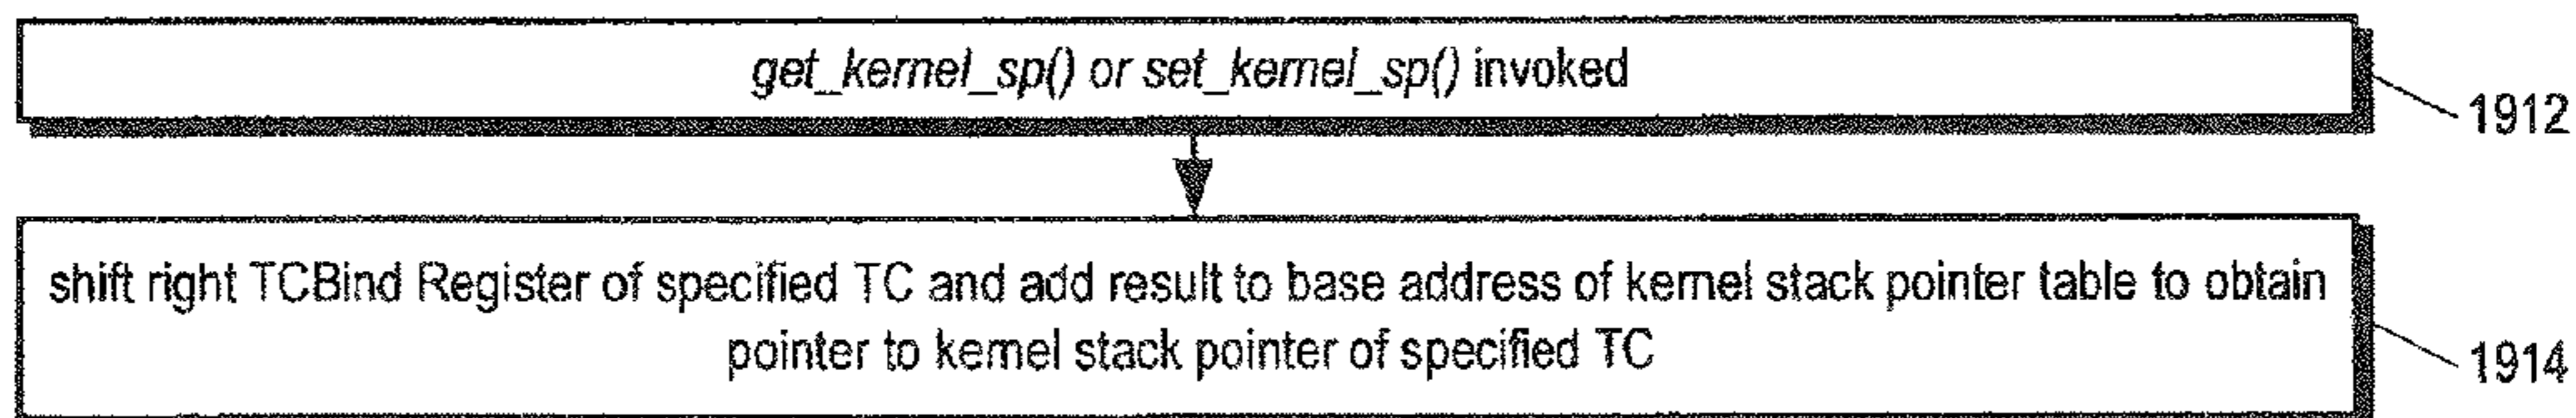 get_kernel_sp() or set_kernel_sp() invoked
1912
shift right TCBind Register of specified TC and add result to base address of kernel stack pointer table to obtain
pointer to kernel stack pointer of specified TC
1914